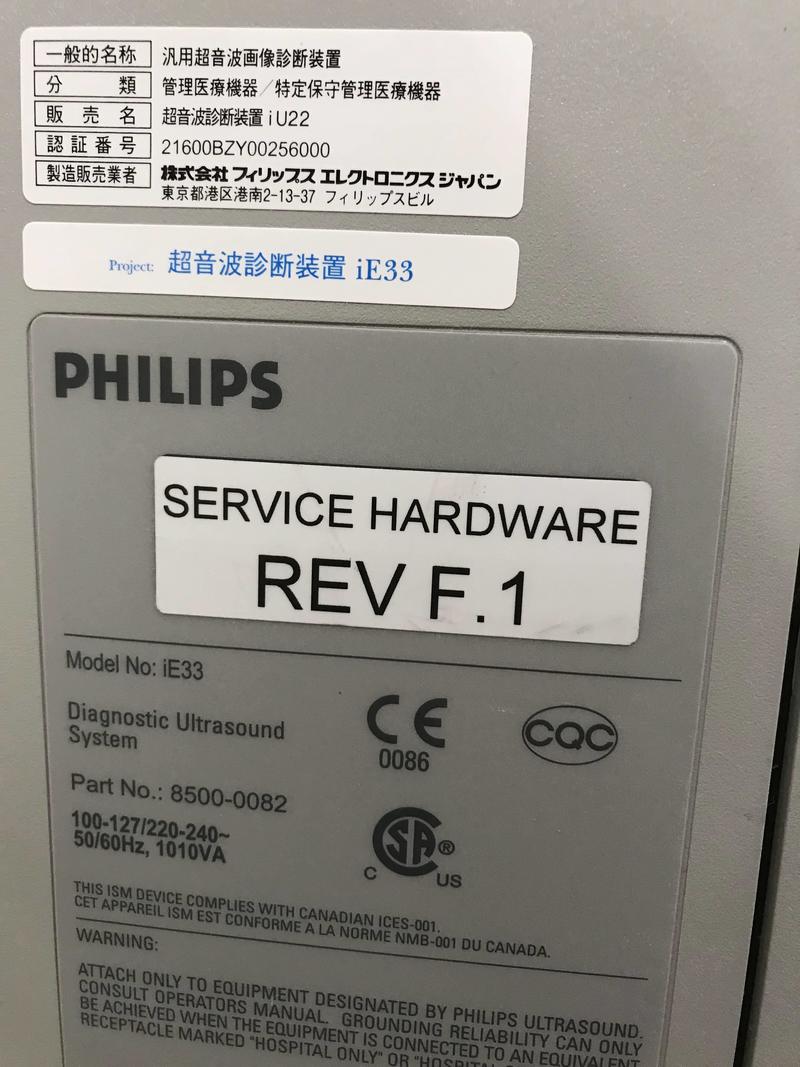 一般的名称 汎用超音波画像診断装置
分類 管理医療機器／特定保守管理医療機器
販売名 超音波診断装置 iU22
認証番号 21600BZY00256000
製造販売業者 株式会社 フィリップス エレクトロニクス ジャパン
東京都港区港南2-13-37 フィリップスビル
Project: 超音波診断装置 iE33
PHILIPS
SERVICE HARDWARE
REV F.1
Model No: iE33
Diagnostic Ultrasound
System
CE
0086
CQC
Part No.: 8500-0082
100-127/220-240~
50/60Hz, 1010VA
SA®
C US
THIS ISM DEVICE COMPLIES WITH CANADIAN ICES-001.
CET APPAREIL ISM EST CONFORME A LA NORME NMB-001 DU CANADA.
WARNING:
ATTACH ONLY TO EQUIPMENT DESIGNATED BY PHILIPS ULTRASOUND.
CONSULT OPERATORS MANUAL. GROUNDING RELIABILITY CAN ONLY
BE ACHIEVED WHEN THE EQUIPMENT IS CONNECTED TO AN EQUIVALENT
RECEPTACLE MARKED "HOSPITAL ONLY" OR